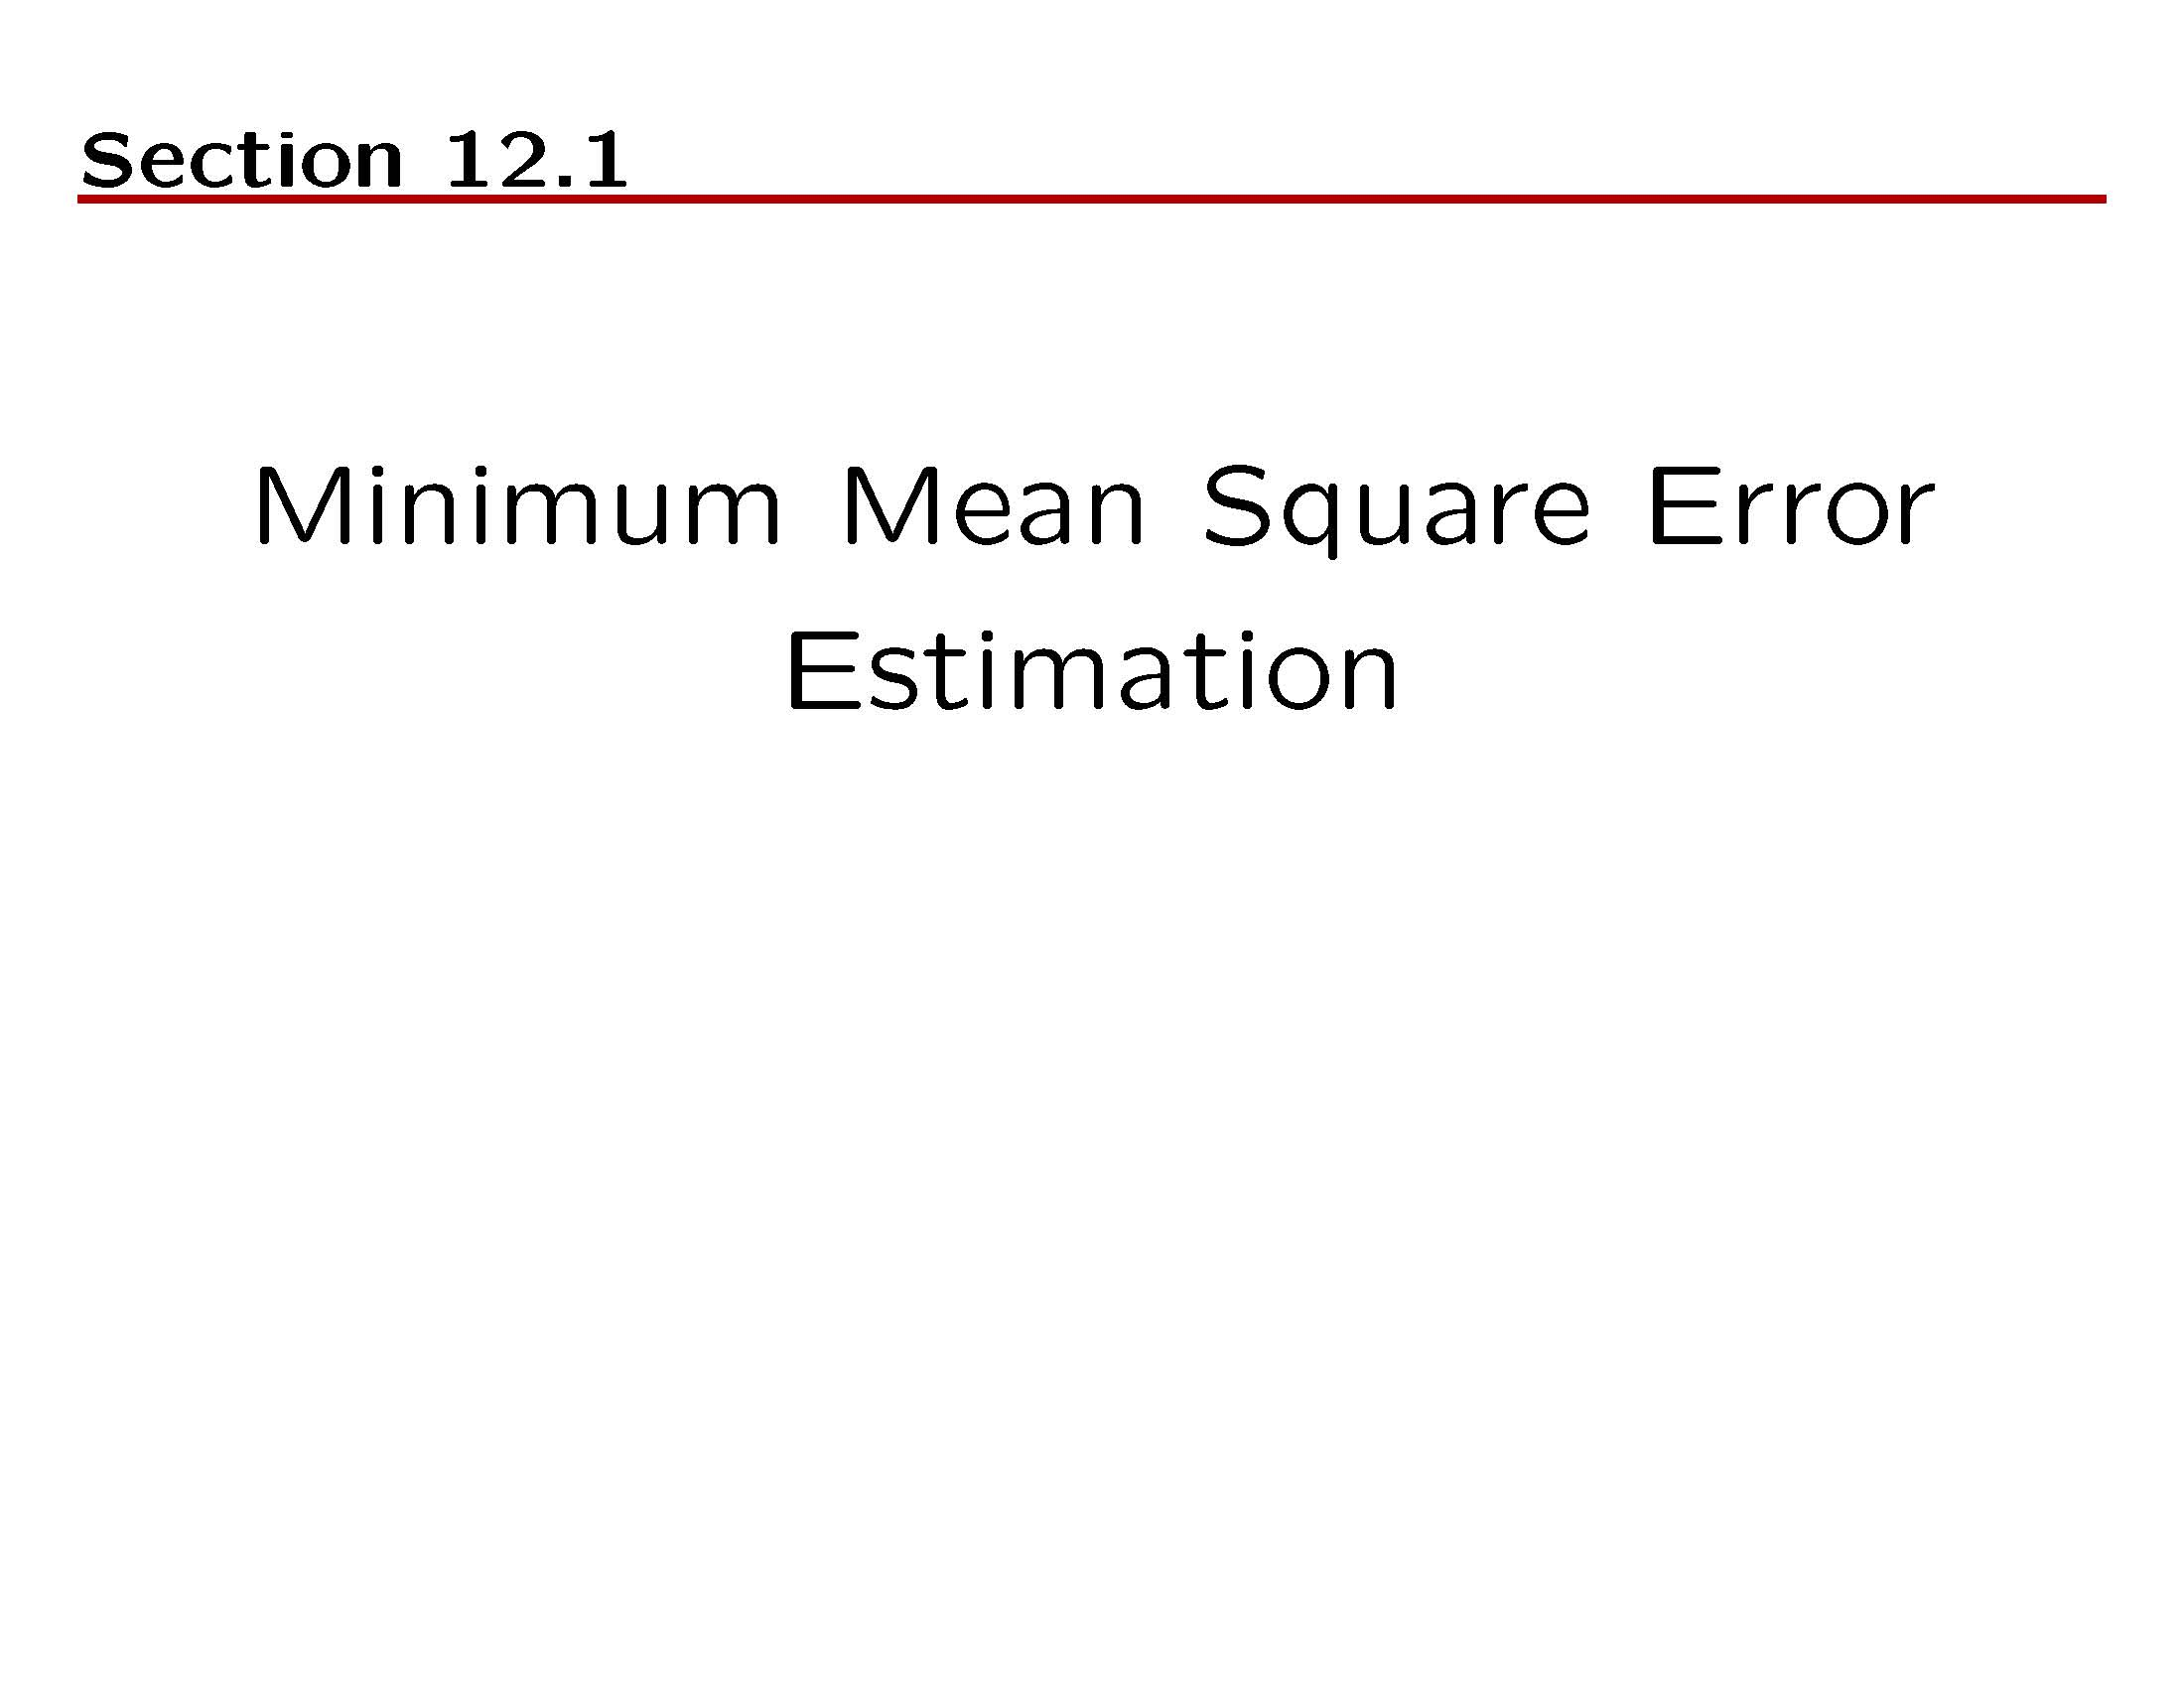 Section 12.1
Minimum Mean Square Error
Estimation